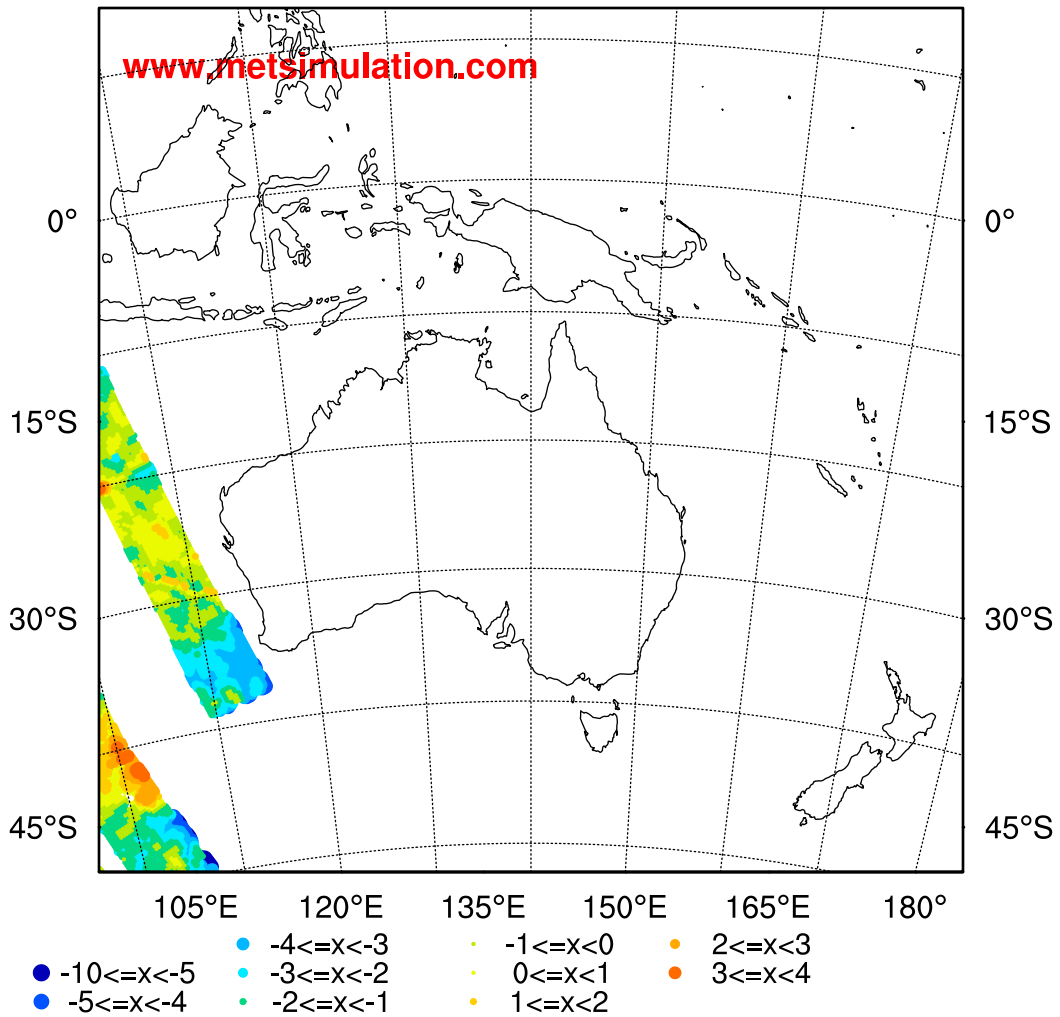 www.metsimulation.com
0° 0°
15°S 15°S
30°S 30°S
45°S 45°S
105°E 120°E 135°E 150°E 165°E 180°
-4<=x<-3 -1<=x<0 2<=x<3
-10<=x<-5 -3<=x<-2 0<=x<1 3<=x<4
-5<=x<-4 -2<=x<-1 1<=x<2